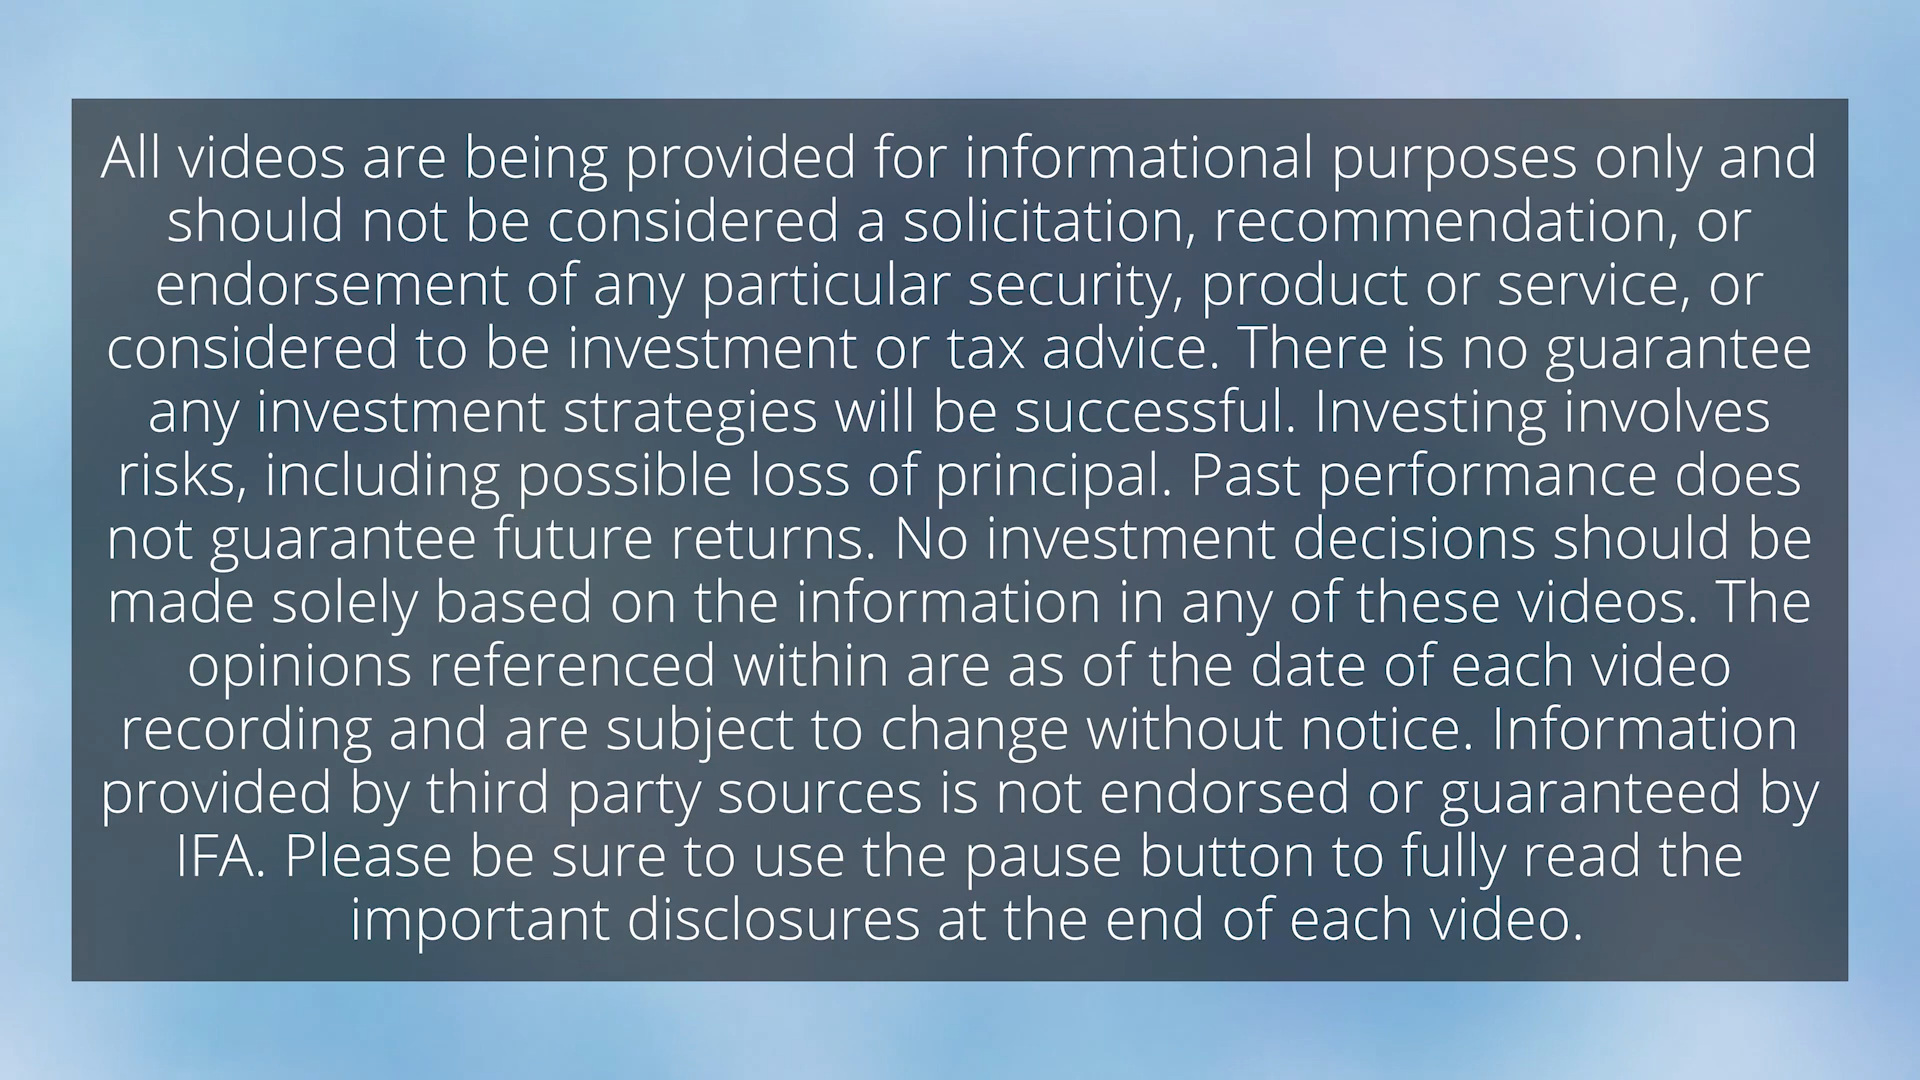 All videos are being provided for informational purposes only and
should not be considered a solicitation, recommendation, or
endorsement of any particular security, product or service, or
considered to be investment or tax advice. There is no guarantee
any investment strategies will be successful. Investing involves
risks, including possible loss of principal. Past performance does
not guarantee future returns. No investment decisions should be
made solely based on the information in any of these videos. The
opinions referenced within are as of the date of each video
recording and are subject to change without notice. Information
provided by third party sources is not endorsed or guaranteed by
IFA. Please be sure to use the pause button to fully read the
important disclosures at the end of each video.